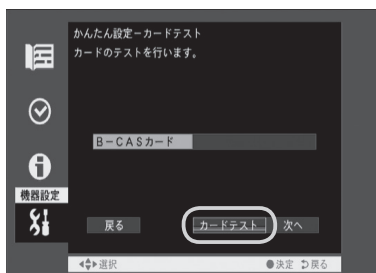 かんたん設定－カードテスト
カードのテストを行います。
B－CASカード
機器設定
戻る
カードテスト
次へ
選択
決定
戻る